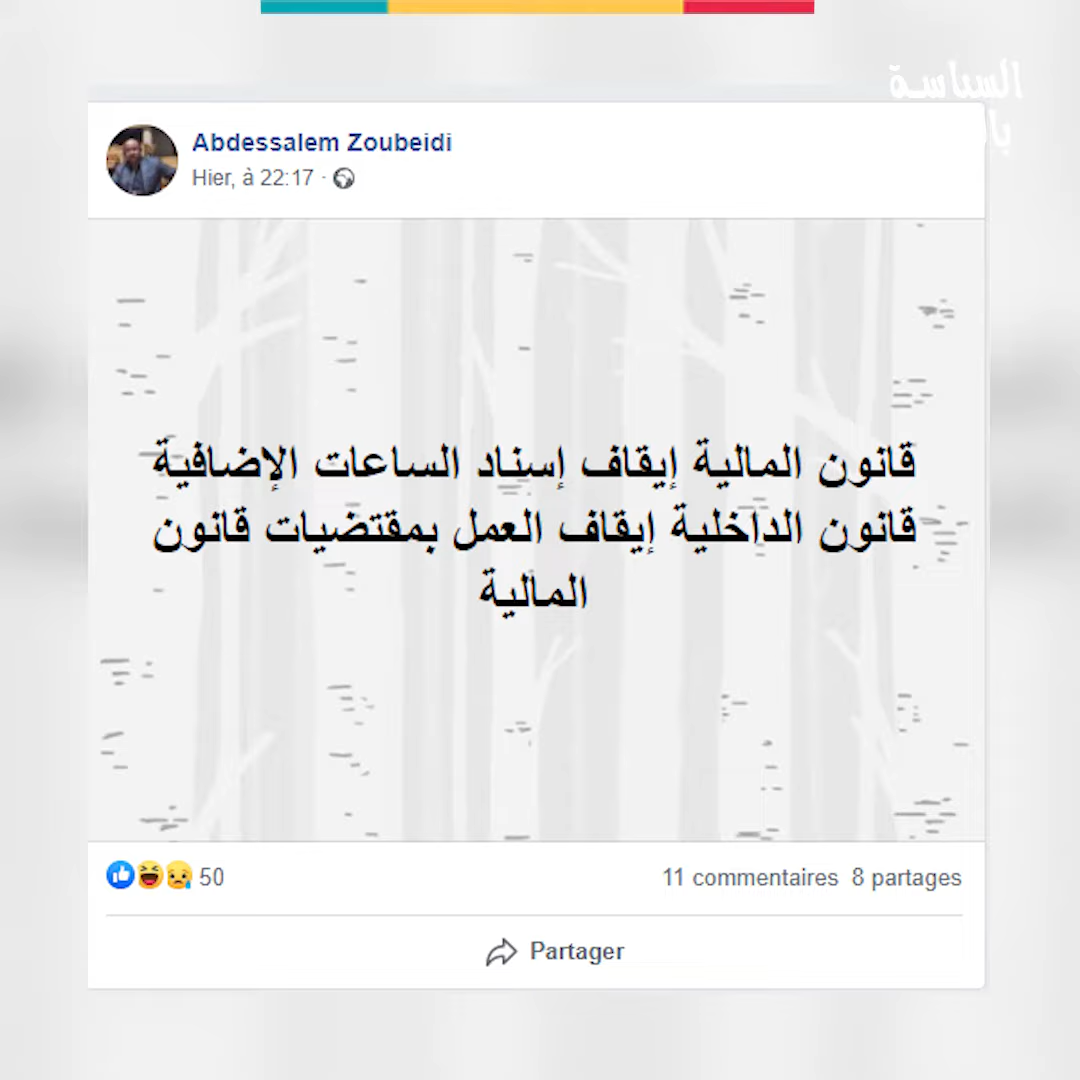 السياسة
Abdessalem Zoubeidi
Hier, à 22:17 ·
قانون المالية إيقاف إسناد الساعات الإضافية
قانون الداخلية إيقاف العمل بمقتضيات قانون
المالية
50
11 commentaires 8 partages
Partager